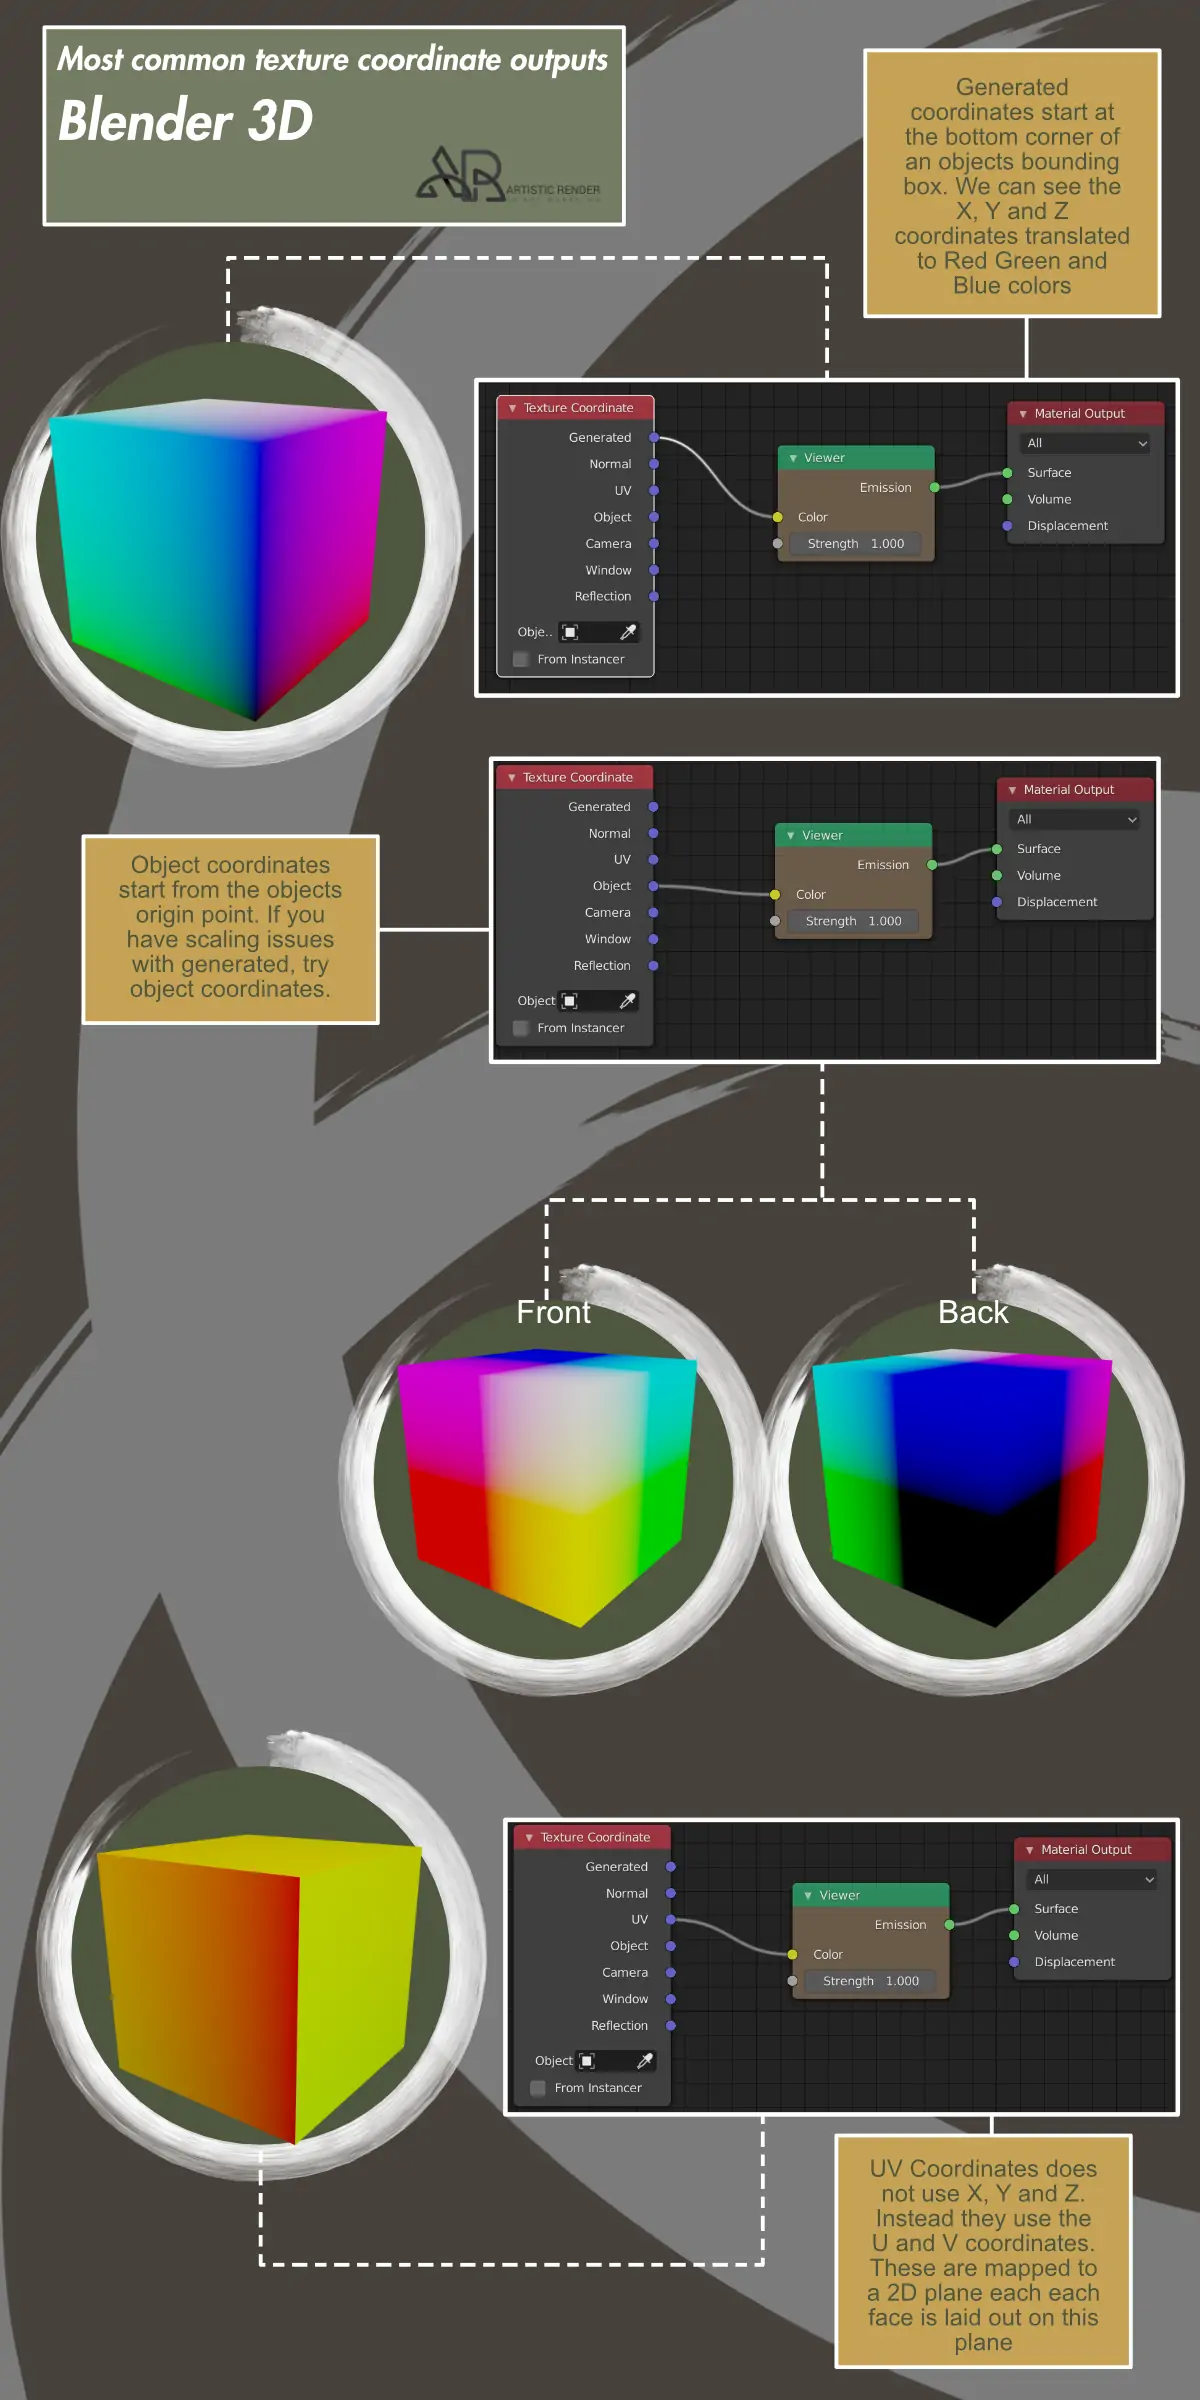 Most common texture coordinate outputs
Blender 3D
ARTISTIC RENDER
Generated
coordinates start at
the bottom corner of
an objects bounding
box. We can see the
X, Y and Z
coordinates translated
to Red Green and
Blue colors
Texture Coordinate
Generated
Normal
UV
Object
Camera
Window
Reflection
Obje..
From Instancer
Viewer
Emission
Color
Strength 1.000
Material Output
All
Surface
Volume
Displacement
Object coordinates
start from the objects
origin point. If you
have scaling issues
with generated, try
object coordinates.
Texture Coordinate
Generated
Normal
UV
Object
Camera
Window
Reflection
Object
From Instancer
Viewer
Emission
Color
Strength 1.000
Material Output
All
Surface
Volume
Displacement
Front
Back
Texture Coordinate
Generated
Normal
UV
Object
Camera
Window
Reflection
Object
From Instancer
Viewer
Emission
Color
Strength 1.000
Material Output
All
Surface
Volume
Displacement
UV Coordinates does
not use X, Y and Z.
Instead they use the
U and V coordinates.
These are mapped to
a 2D plane each each
face is laid out on this
plane